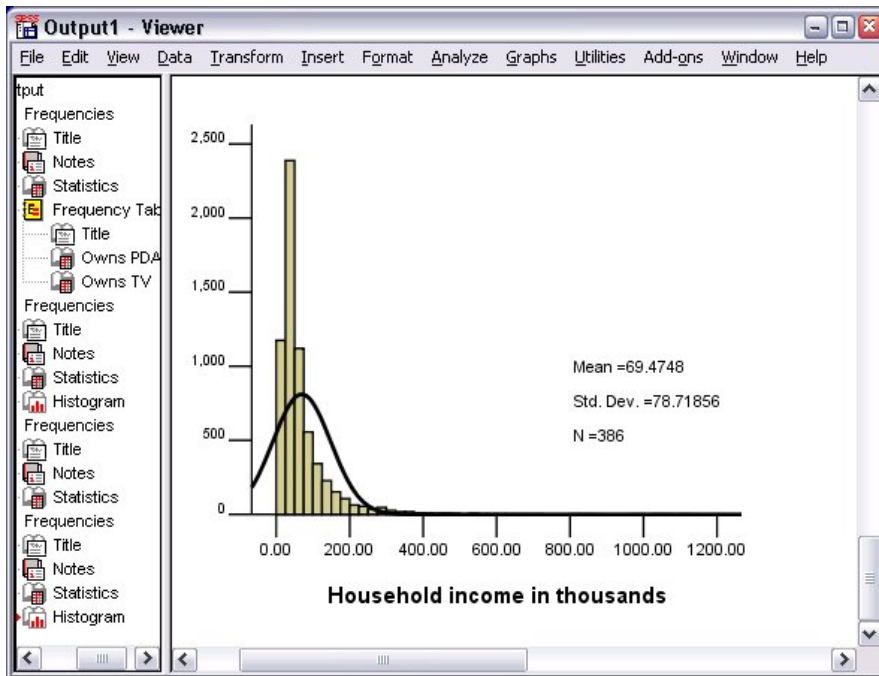 Output1 - Viewer
File Edit View Data Transform Insert Format Analyze Graphs Utilities Add-ons Window Help
tput
Frequencies
Title
Notes
Statistics
Frequency Tab
Title
Owns PDA
Owns TV
Frequencies
Title
Notes
Statistics
Histogram
Frequencies
Title
Notes
Statistics
Frequencies
Title
Notes
Statistics
Histogram
2,500
2,000
1,500
1,000
500
0
Mean =69.4748
Std. Dev. =78.71856
N =386
0.00 200.00 400.00 600.00 800.00 1000.00 1200.00
Household income in thousands